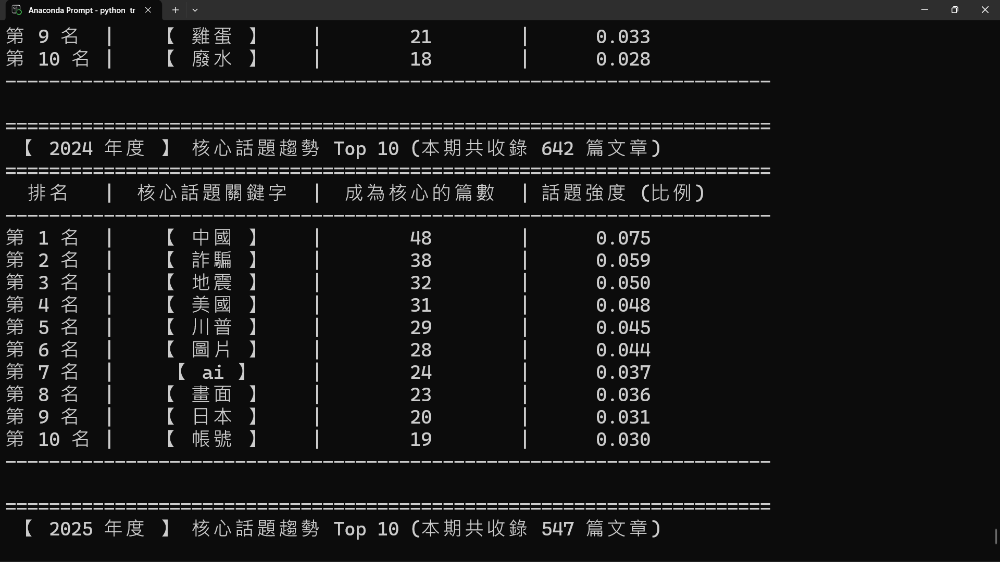 Anaconda Prompt - python tr
第 9 名 | 【 雞蛋 】 | 21 | 0.033
第 10 名 | 【 廢水 】 | 18 | 0.028
----------------------------------------------------------------------
======================================================================
【 2024 年度 】 核心話題趨勢 Top 10 (本期共收錄 642 篇文章)
======================================================================
排名 | 核心話題關鍵字 | 成為核心的篇數 | 話題強度 (比例)
----------------------------------------------------------------------
第 1 名 | 【 中國 】 | 48 | 0.075
第 2 名 | 【 詐騙 】 | 38 | 0.059
第 3 名 | 【 地震 】 | 32 | 0.050
第 4 名 | 【 美國 】 | 31 | 0.048
第 5 名 | 【 川普 】 | 29 | 0.045
第 6 名 | 【 圖片 】 | 28 | 0.044
第 7 名 | 【 ai 】 | 24 | 0.037
第 8 名 | 【 畫面 】 | 23 | 0.036
第 9 名 | 【 日本 】 | 20 | 0.031
第 10 名 | 【 帳號 】 | 19 | 0.030
----------------------------------------------------------------------
======================================================================
【 2025 年度 】 核心話題趨勢 Top 10 (本期共收錄 547 篇文章)